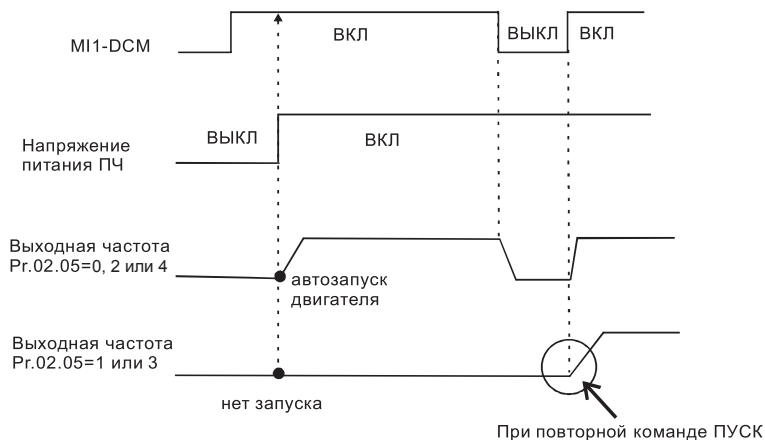 MI1-DCM
ВКЛ
ВЫКЛ
ВКЛ
Напряжение
питания ПЧ
ВЫКЛ
ВКЛ
Выходная частота
Pr.02.05=0, 2 или 4
автозапуск
двигателя
Выходная частота
Pr.02.05=1 или 3
нет запуска
При повторной команде ПУСК